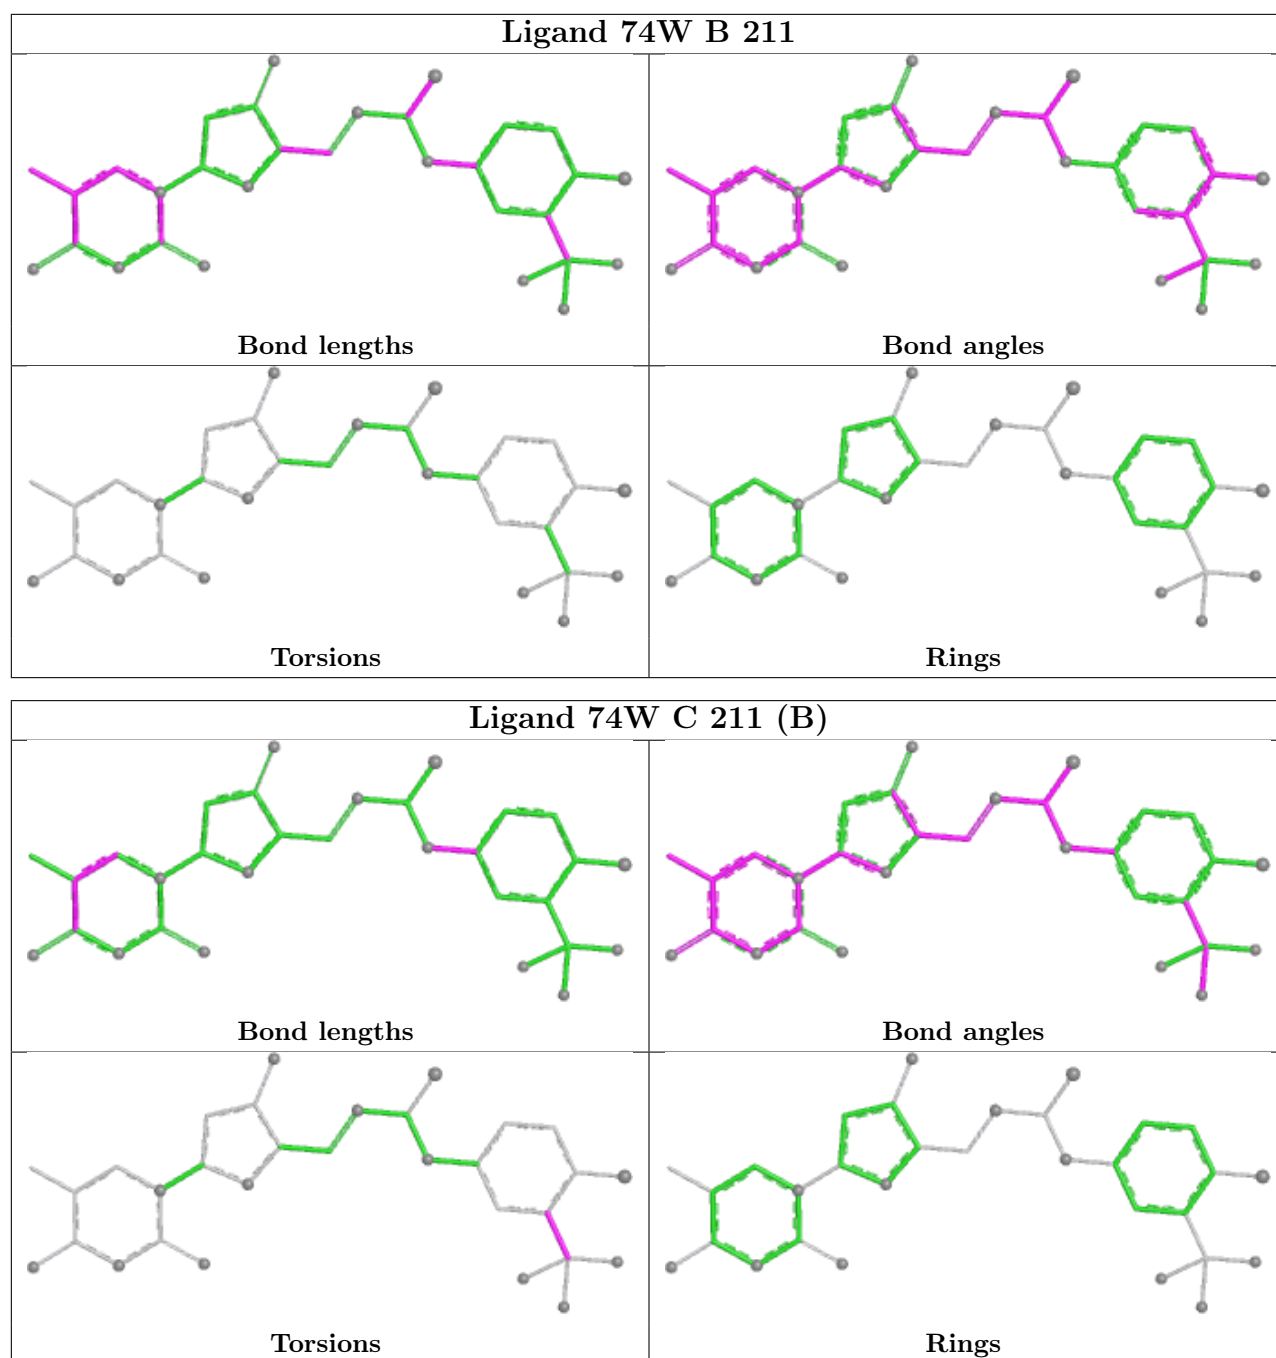 Ligand 74W B 211
Bond lengths
Bond angles
Torsions
Rings
Ligand 74W C 211 (B)
Bond lengths
Bond angles
Torsions
Rings